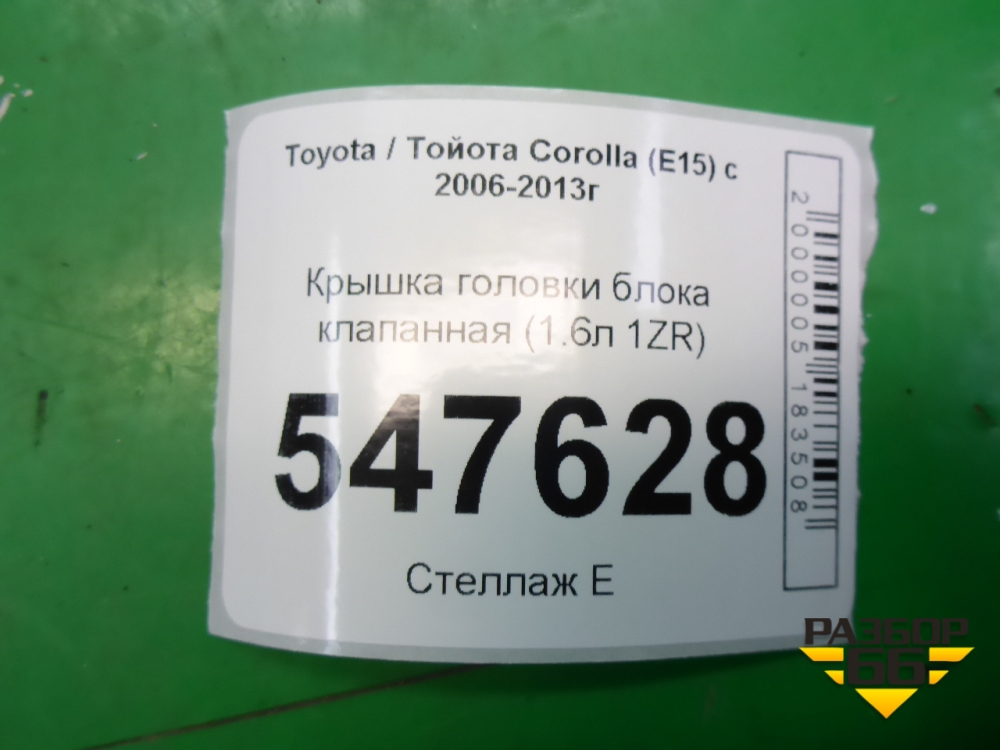 Toyota / Тойота Corolla (E15) с
2006-2013г
Крышка головки блока
клапанная (1.6л 1ZR)
547628
Стеллаж Е
2000005183508
РАЗБОР
66